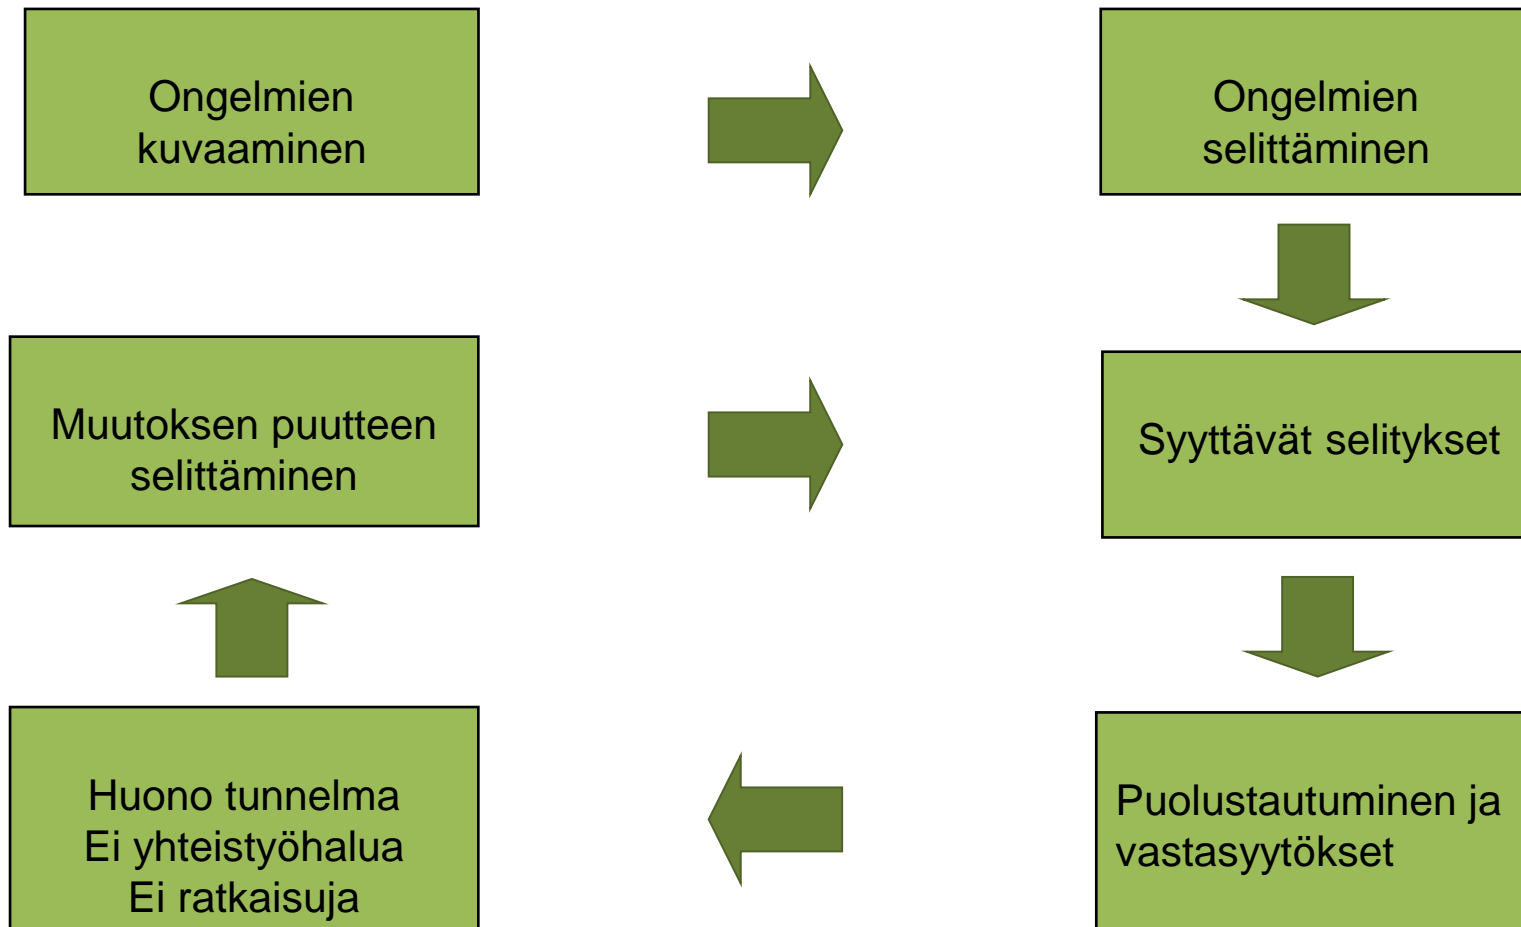 Ongelmien
kuvaaminen
Ongelmien
selittäminen
Muutoksen puutteen
selittäminen
Syyttävät selitykset
Huono tunnelma
Ei yhteistyöhalua
Ei ratkaisuja
Puolustautuminen ja
vastasyytökset